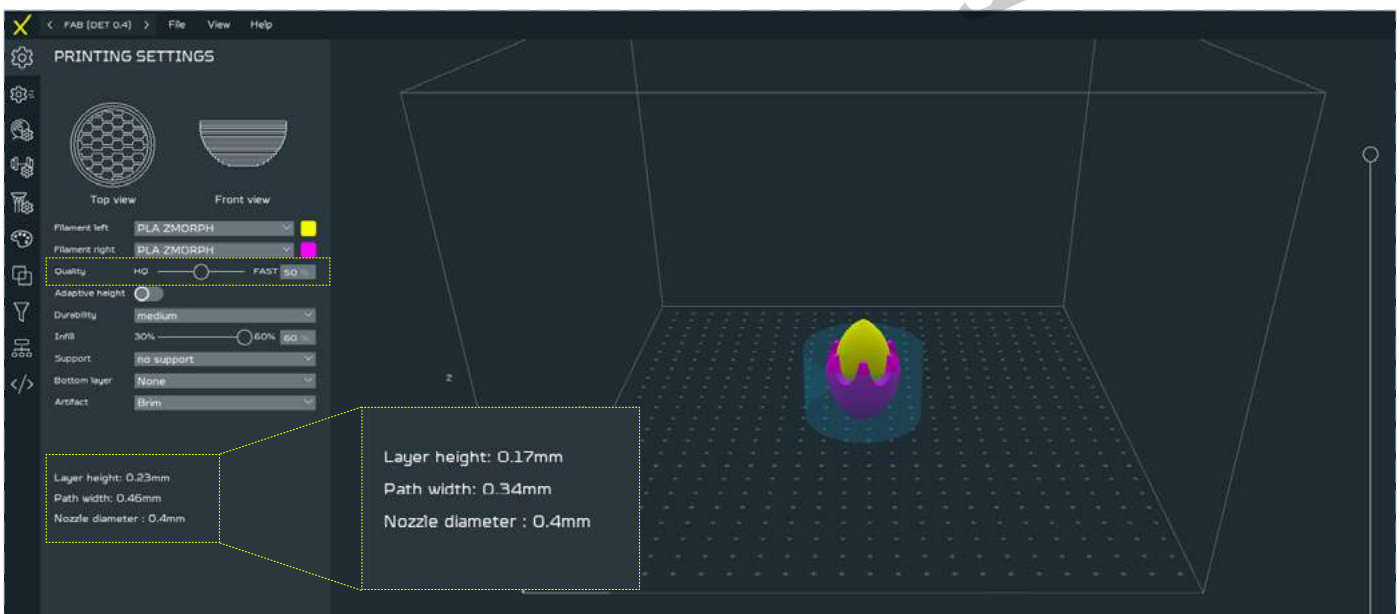 FAB [DET 0.4] File View Help
PRINTING SETTINGS
Top view Front view
Filament left PLA ZMORPH
Filament right PLA ZMORPH
Quality HQ FAST 50 %
Adaptive height
Durability medium
Infill 30% 60% 60 %
Support no support
Bottom layer None
Artifact Brim
Layer height: 0.23mm
Path width: 0.46mm
Nozzle diameter : 0.4mm
Layer height: 0.17mm
Path width: 0.34mm
Nozzle diameter : 0.4mm
z